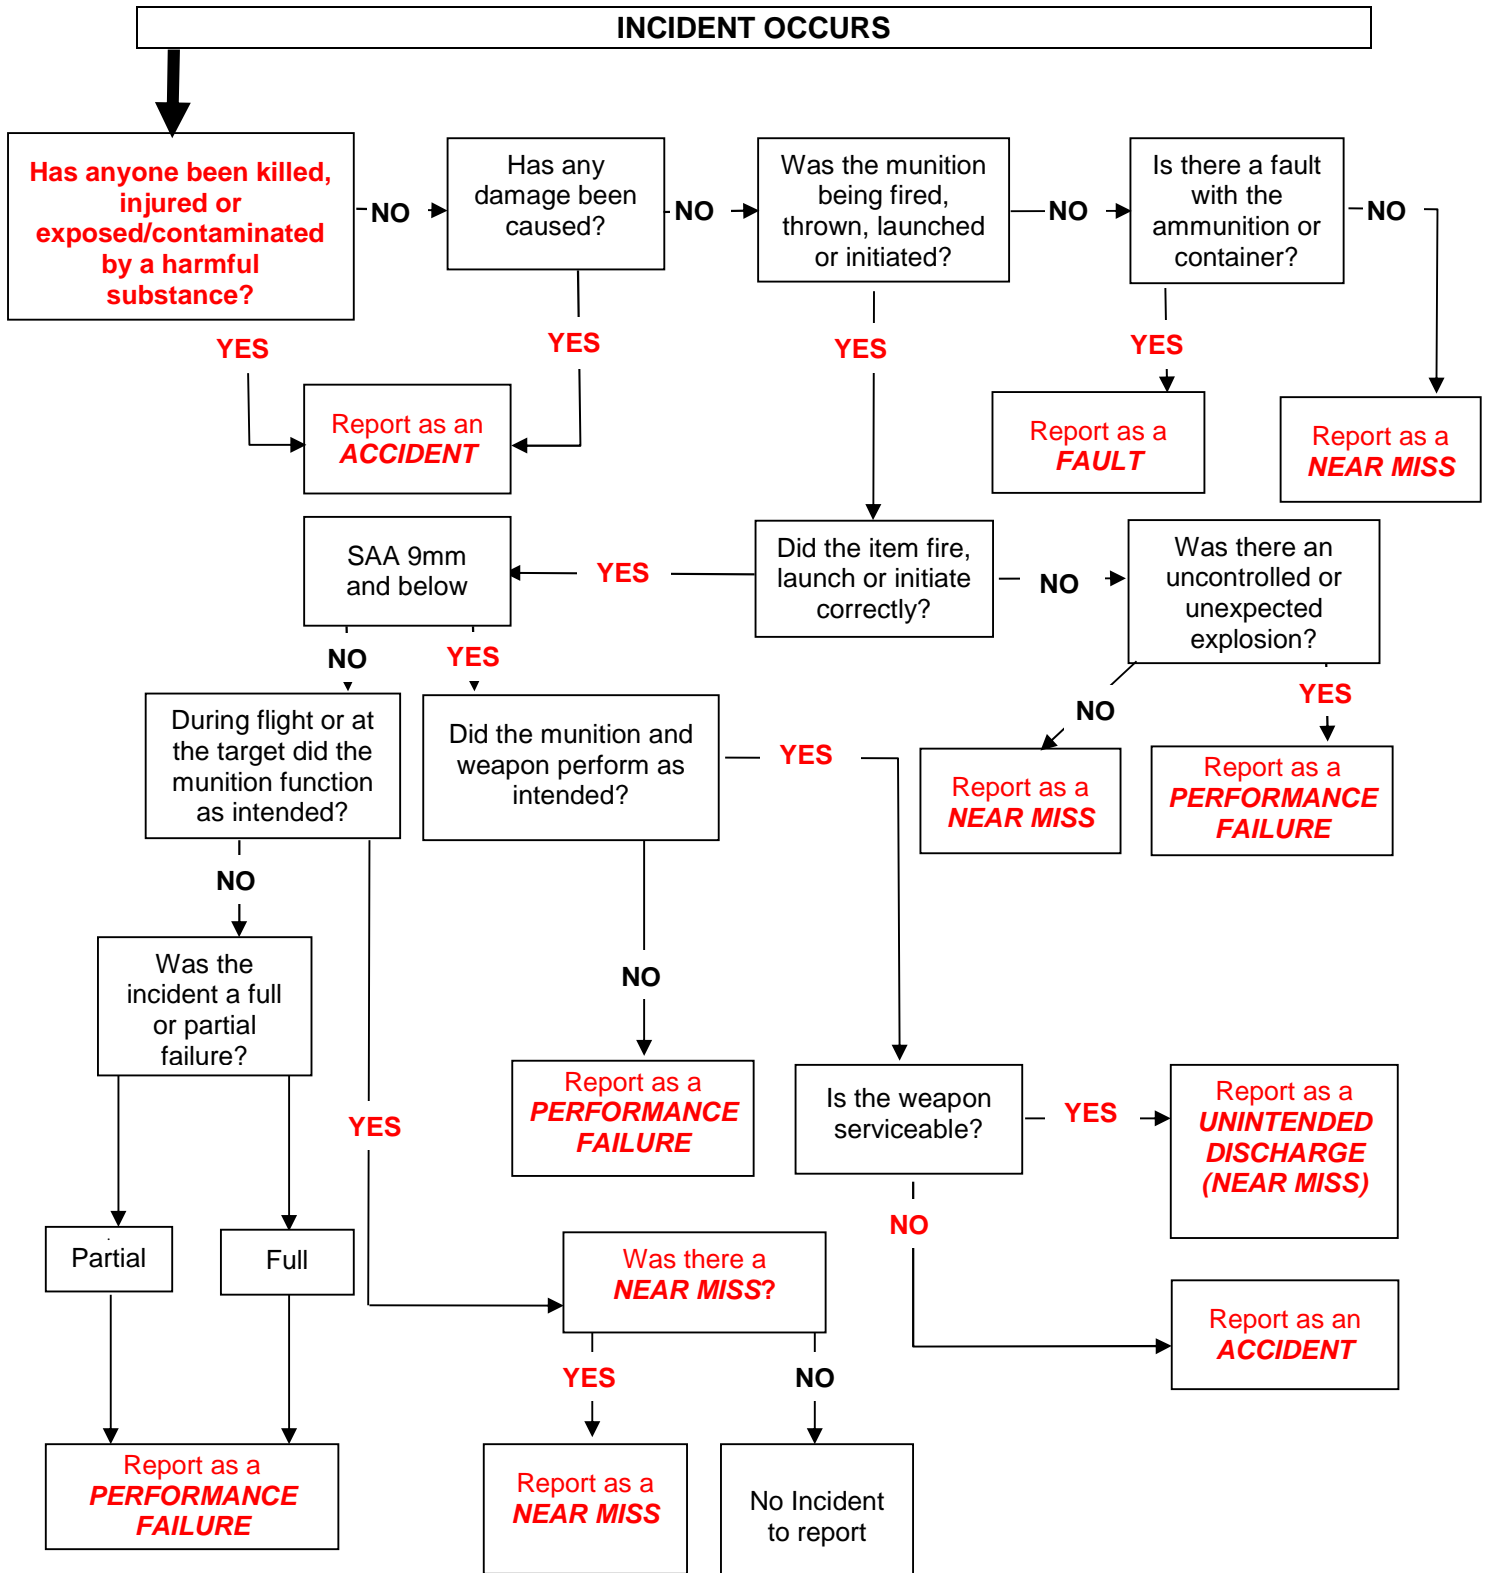 INCIDENT OCCURS
Has anyone been killed,
injured or
exposed/contaminated
by a harmful
substance?
NO
Has any
damage been
caused?
NO
Was the munition
being fired,
thrown, launched
or initiated?
NO
Is there a fault
with the
ammunition or
container?
NO
YES
YES
YES
YES
Report as an
ACCIDENT
Report as a
FAULT
Report as a
NEAR MISS
SAA 9mm
and below
YES
Did the item fire,
launch or initiate
correctly?
NO
Was there an
uncontrolled or
unexpected
explosion?
NO
YES
NO
YES
During flight or at
the target did the
munition function
as intended?
Did the munition and
weapon perform as
intended?
YES
Report as a
NEAR MISS
Report as a
PERFORMANCE
FAILURE
NO
Was the
incident a full
or partial
failure?
NO
YES
Report as a
PERFORMANCE
FAILURE
Is the weapon
serviceable?
YES
Report as a
UNINTENDED
DISCHARGE
(NEAR MISS)
NO
Partial
Full
Was there a
NEAR MISS?
Report as an
ACCIDENT
YES
NO
Report as a
PERFORMANCE
FAILURE
Report as a
NEAR MISS
No Incident
to report